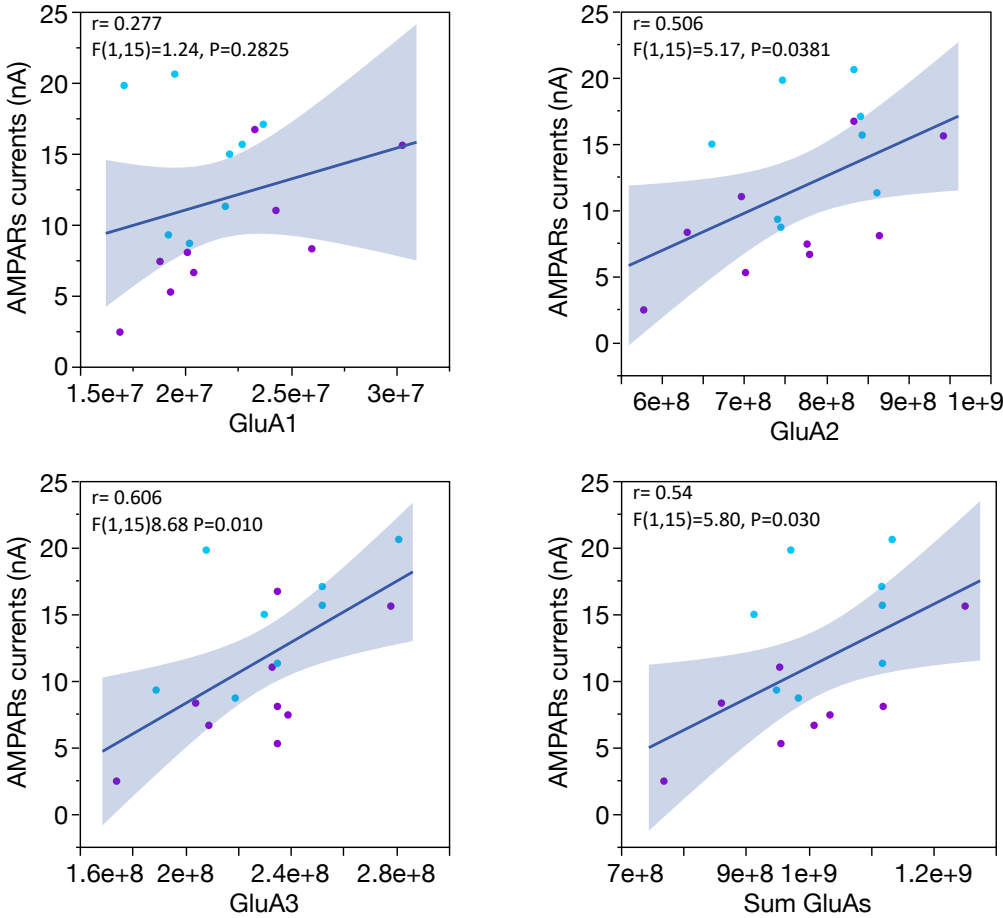 r= 0.277
F(1,15)=1.24, P=0.2825
AMPARs currents (nA)
25
20
15
10
5
0
1.5e+7 2e+7 2.5e+7 3e+7
GluA1
r= 0.506
F(1,15)=5.17, P=0.0381
AMPARs currents (nA)
25
20
15
10
5
0
6e+8 7e+8 8e+8 9e+8 1e+9
GluA2
r= 0.606
F(1,15)8.68 P=0.010
AMPARs currents (nA)
25
20
15
10
5
0
1.6e+8 2e+8 2.4e+8 2.8e+8
GluA3
r= 0.54
F(1,15)=5.80, P=0.030
AMPARs currents (nA)
25
20
15
10
5
0
7e+8 9e+8 1e+9 1.2e+9
Sum GluAs